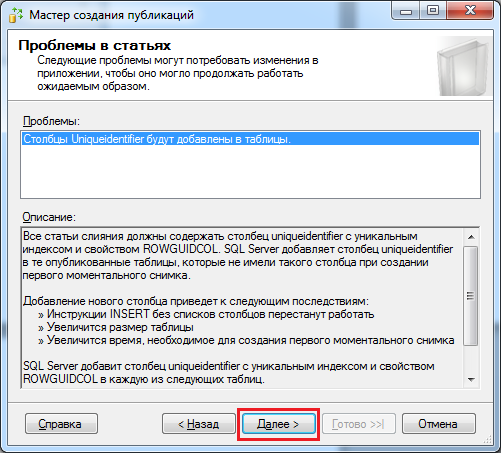 Мастер создания публикаций
Проблемы в статьях
Следующие проблемы могут потребовать изменения в
приложении, чтобы оно могло продолжать работать
ожидаемым образом.
Проблемы:
Столбцы Uniqueidentifier будут добавлены в таблицы.
Описание:
Все статьи слияния должны содержать столбец uniqueidentifier с уникальным
индексом и свойством ROWGUIDCOL. SQL Server добавляет столбец uniqueidentifier
в те опубликованные таблицы, которые не имели такого столбца при создании
первого моментального снимка.
Добавление нового столбца приведет к следующим последствиям:
» Инструкции INSERT без списков столбцов перестанут работать
» Увеличится размер таблицы
» Увеличится время, необходимое для создания первого моментального снимка
SQL Server добавит столбец uniqueidentifier с уникальным индексом и свойством
ROWGUIDCOL в каждую из следующих таблиц.
Справка
< Назад
Далее >
Готово >>|
Отмена